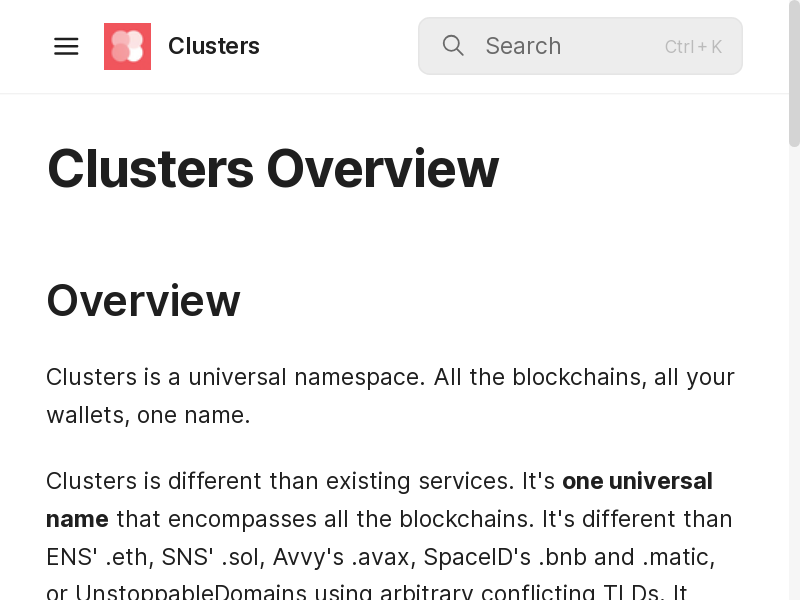 Clusters
Search
Ctrl + K
Clusters Overview
Overview
Clusters is a universal namespace. All the blockchains, all your
wallets, one name.
Clusters is different than existing services. It's one universal
name that encompasses all the blockchains. It's different than
ENS' .eth, SNS' .sol, Avvy's .avax, SpaceID's .bnb and .matic,
or UnstoppableDomains using arbitrary conflicting TLDs. It